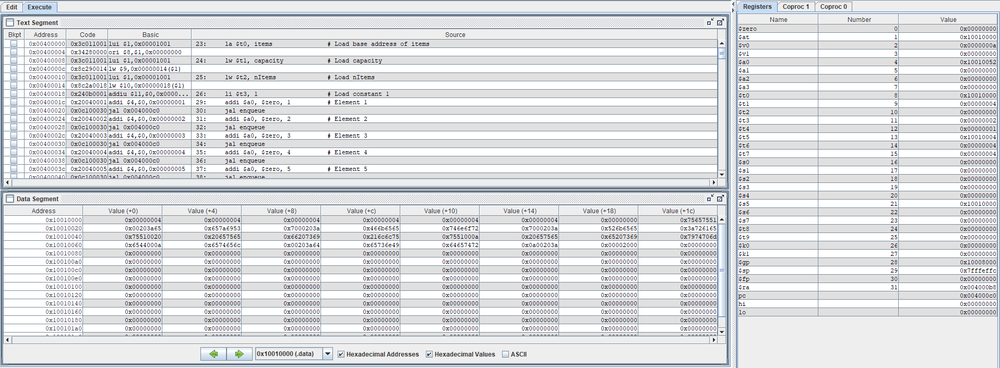 Edit Execute
Text Segment
Bkpt Address Code Basic Source
0x00400000 0x3c011001 lui $1,0x00001001 23: la $t0, items # Load base address of items
0x00400004 0x34280000 ori $8,$1,0x00000000
0x00400008 0x3c011001 lui $1,0x00001001 24: lw $t1, capacity # Load capacity
0x0040000c 0x8c290014 lw $9,0x00000014($1)
0x00400010 0x3c011001 lui $1,0x00001001 25: lw $t2, nItems # Load nItems
0x00400014 0x8c2a0018 lw $10,0x00000018($1)
0x00400018 0x240b0001 addiu $11,$0,0x0000... 26: li $t3, 1 # Load constant 1
0x0040001c 0x20040001 addi $4,$0,0x00000001 29: addi $a0, $zero, 1 # Element 1
0x00400020 0x0c100030 jal 0x004000c0 30: jal enqueue
0x00400024 0x20040002 addi $4,$0,0x00000002 31: addi $a0, $zero, 2 # Element 2
0x00400028 0x0c100030 jal 0x004000c0 32: jal enqueue
0x0040002c 0x20040003 addi $4,$0,0x00000003 33: addi $a0, $zero, 3 # Element 3
0x00400030 0x0c100030 jal 0x004000c0 34: jal enqueue
0x00400034 0x20040004 addi $4,$0,0x00000004 35: addi $a0, $zero, 4 # Element 4
0x00400038 0x0c100030 jal 0x004000c0 36: jal enqueue
0x0040003c 0x20040005 addi $4,$0,0x00000005 37: addi $a0, $zero, 5 # Element 5
0x00400040 0x0c100030 jal 0x004000c0 38: jal enqueue
Data Segment
Address Value (+0) Value (+4) Value (+8) Value (+c) Value (+10) Value (+14) Value (+18) Value (+1c)
0x10010000 0x00000004 0x00000004 0x00000004 0x00000004 0x00000004 0x00000004 0x00000000 0x75657551
0x10010020 0x00203a65 0x657a6953 0x7000203a 0x466b6565 0x746e6f72 0x7000203a 0x526b6565 0x3a726165
0x10010040 0x75510020 0x20657565 0x66207369 0x216c6c75 0x7551000a 0x20657565 0x65207369 0x7974706d
0x10010060 0x6544000a 0x6574656c 0x00203a64 0x65736e49 0x64657472 0x0a00203a 0x00002000 0x00000000
0x10010080 0x00000000 0x00000000 0x00000000 0x00000000 0x00000000 0x00000000 0x00000000 0x00000000
0x100100a0 0x00000000 0x00000000 0x00000000 0x00000000 0x00000000 0x00000000 0x00000000 0x00000000
0x100100c0 0x00000000 0x00000000 0x00000000 0x00000000 0x00000000 0x00000000 0x00000000 0x00000000
0x100100e0 0x00000000 0x00000000 0x00000000 0x00000000 0x00000000 0x00000000 0x00000000 0x00000000
0x10010100 0x00000000 0x00000000 0x00000000 0x00000000 0x00000000 0x00000000 0x00000000 0x00000000
0x10010120 0x00000000 0x00000000 0x00000000 0x00000000 0x00000000 0x00000000 0x00000000 0x00000000
0x10010140 0x00000000 0x00000000 0x00000000 0x00000000 0x00000000 0x00000000 0x00000000 0x00000000
0x10010160 0x00000000 0x00000000 0x00000000 0x00000000 0x00000000 0x00000000 0x00000000 0x00000000
0x10010180 0x00000000 0x00000000 0x00000000 0x00000000 0x00000000 0x00000000 0x00000000 0x00000000
0x100101a0 0x00000000 0x00000000 0x00000000 0x00000000 0x00000000 0x00000000 0x00000000 0x00000000
0x10010000 (.data) Hexadecimal Addresses Hexadecimal Values ASCII
Registers Coproc 1 Coproc 0
Name Number Value
$zero 0 0x00000000
$at 1 0x10010000
$v0 2 0x0000000a
$v1 3 0x00000000
$a0 4 0x10010052
$a1 5 0x00000000
$a2 6 0x00000000
$a3 7 0x00000000
$t0 8 0x10010000
$t1 9 0x00000004
$t2 10 0x00000000
$t3 11 0x00000002
$t4 12 0x00000001
$t5 13 0x10010004
$t6 14 0x00000004
$t7 15 0x00000004
$s0 16 0x00000000
$s1 17 0x00000000
$s2 18 0x00000000
$s3 19 0x00000000
$s4 20 0x00000000
$s5 21 0x10010000
$s6 22 0x00000000
$s7 23 0x00000000
$t8 24 0x00000000
$t9 25 0x00000000
$k0 26 0x00000000
$k1 27 0x00000000
$gp 28 0x10008000
$sp 29 0x7fffeffc
$fp 30 0x00000000
$ra 31 0x004000b8
pc 0x004000c0
hi 0x00000000
lo 0x00000000